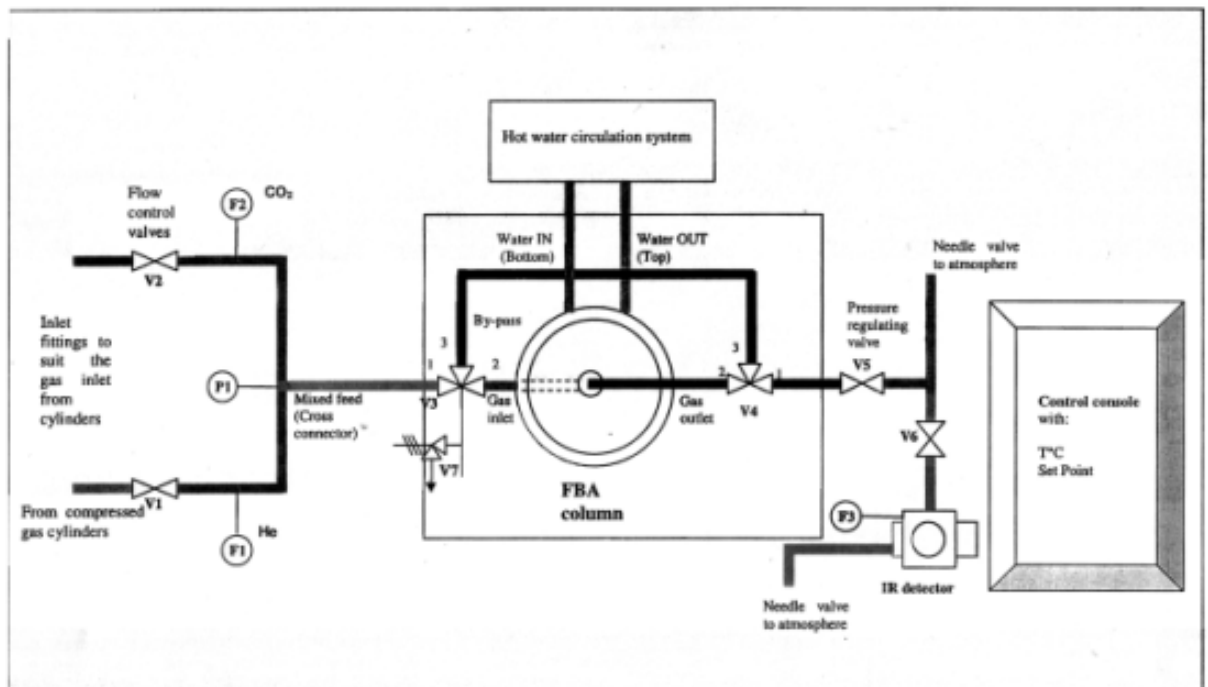 Hot water circulation system
Flow
control
valves
F2
CO₂
V2
Water IN
(Bottom)
Water OUT
(Top)
Needle valve
to atmosphere
Inlet
fittings to
suit the
gas inlet
from
cylinders
By-pass
Pressure
regulating
valve
3
3
P1
1
2
2
1
V3
V4
V5
Mixed feed
(Cross
connector)
Gas
inlet
Gas
outlet
Control console
with:
T°C
Set Point
V6
V7
FBA
column
V1
From compressed
gas cylinders
He
F1
F3
IR detector
Needle valve
to atmosphere